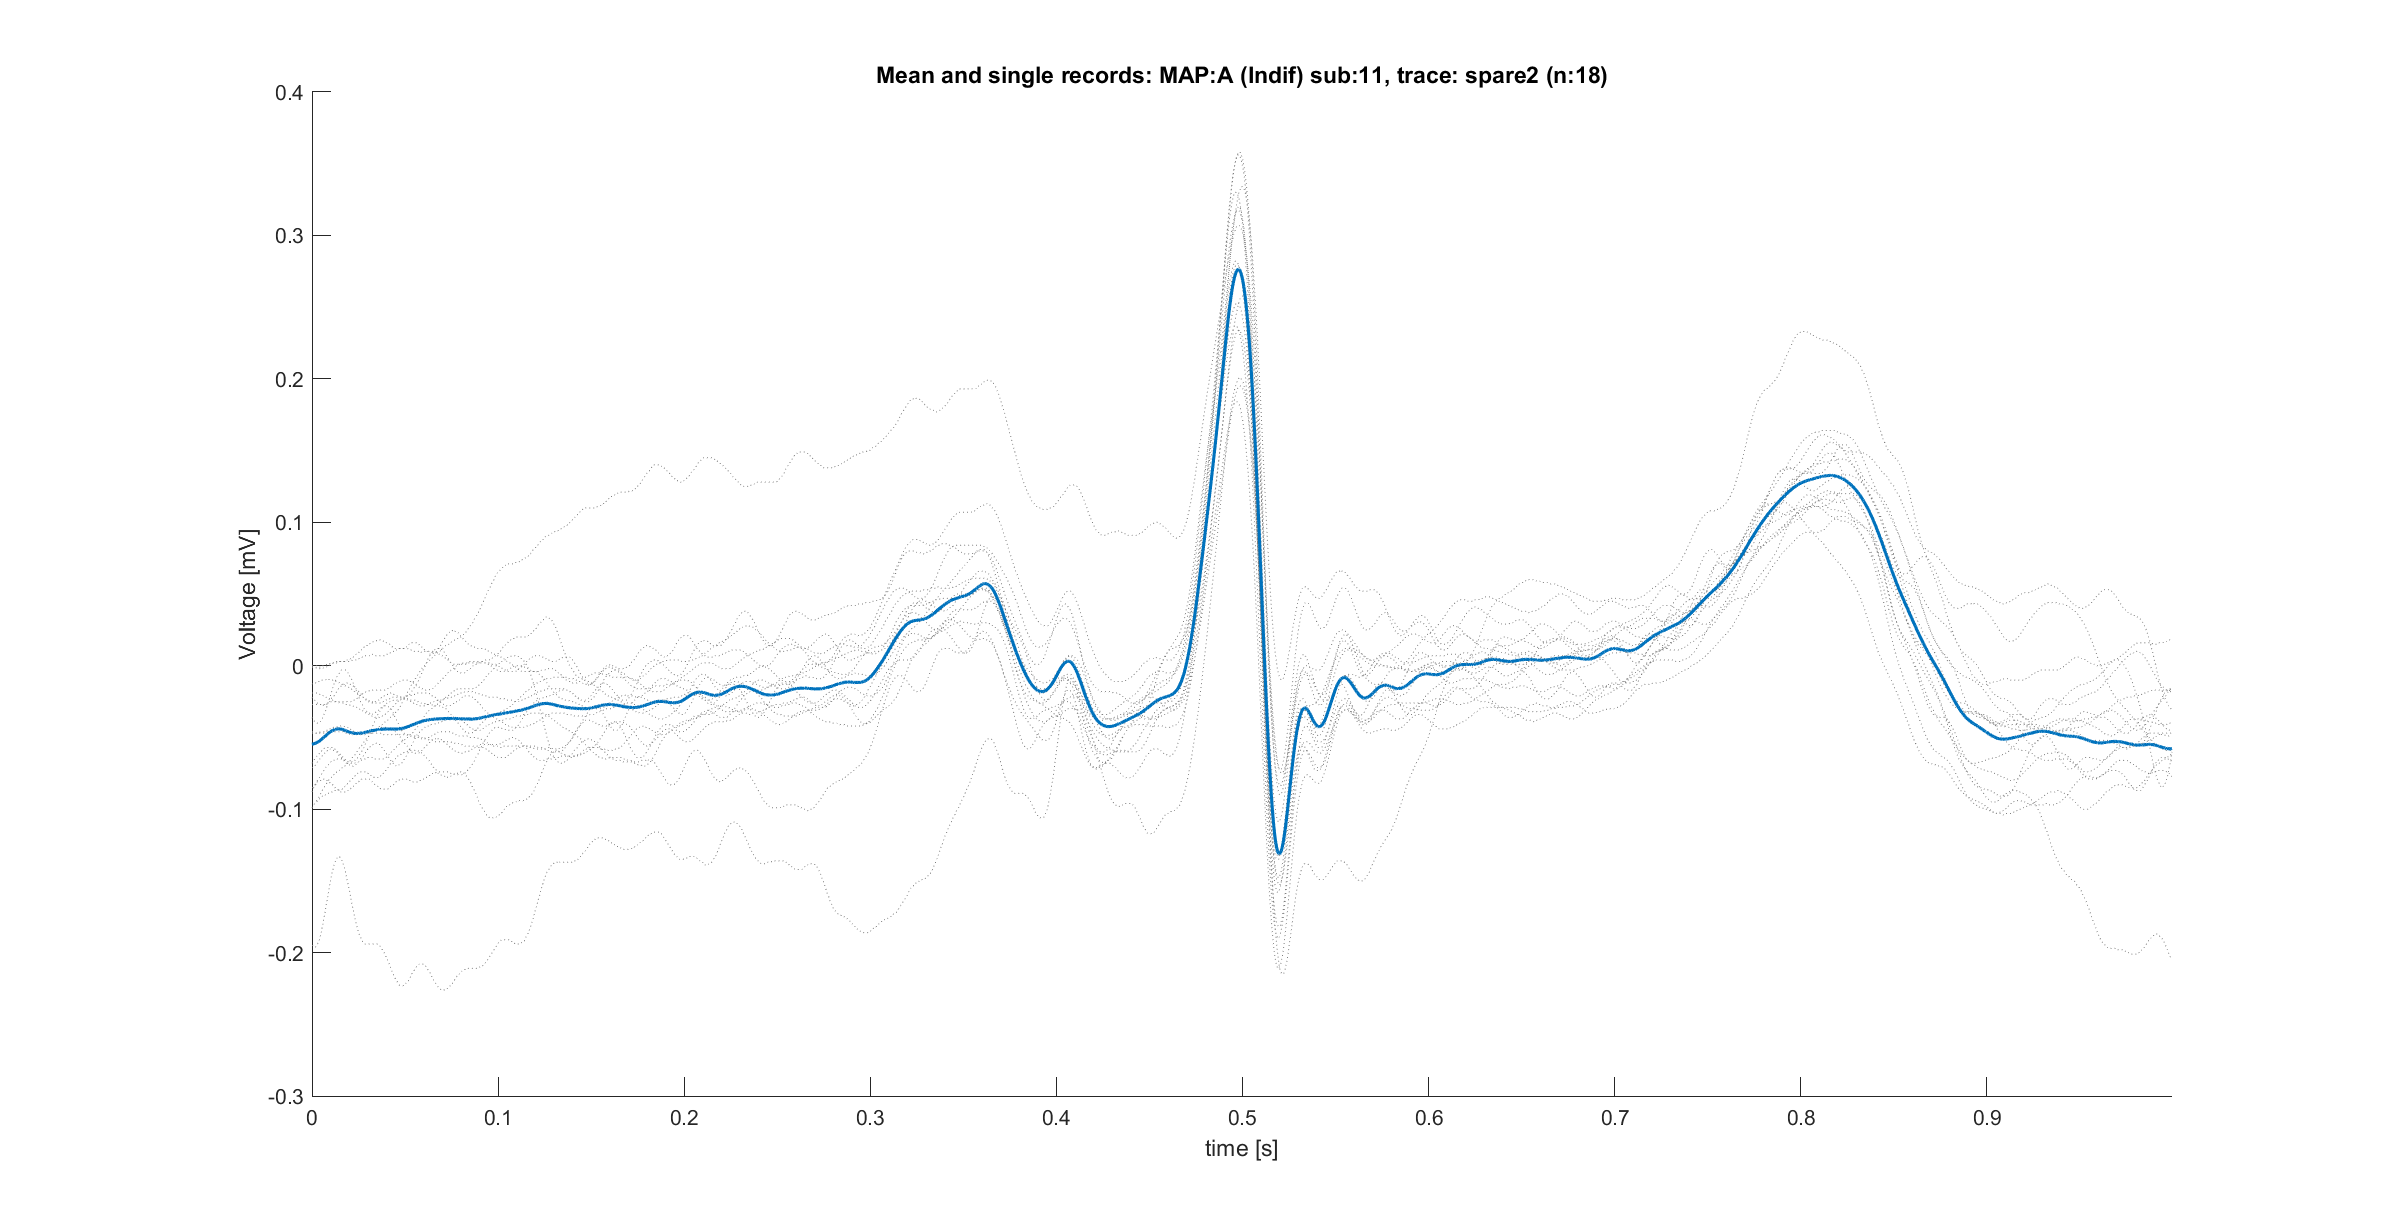 Mean and single records: MAP:A (Indif) sub:11, trace: spare2 (n:18)
0.4
0.3
0.2
0.1
0
-0.1
-0.2
-0.3
Voltage [mV]
0 0.1 0.2 0.3 0.4 0.5 0.6 0.7 0.8 0.9
time [s]